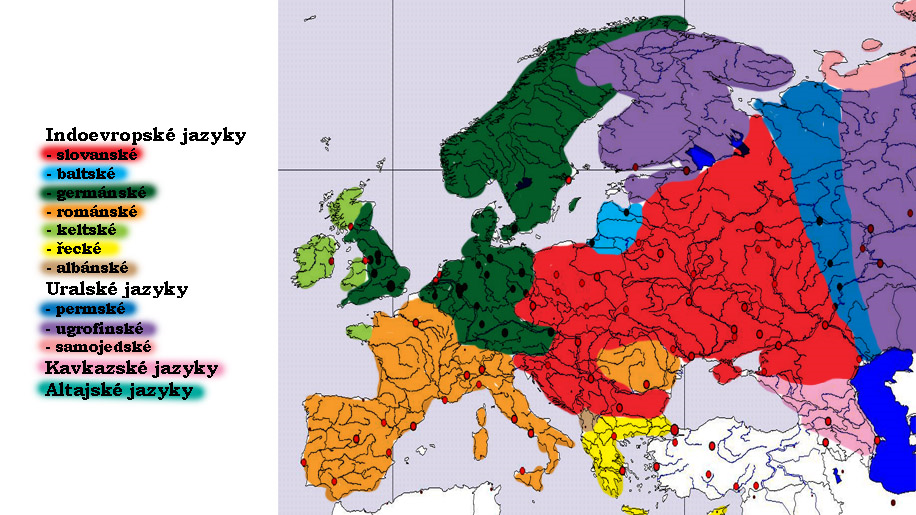 Indoevropské jazyky
- slovanské
- baltské
- germánské
- románské
- keltské
- řecké
- albánské
Uralské jazyky
- permské
- ugrofinské
- samojedské
Kavkazské jazyky
Altajské jazyky